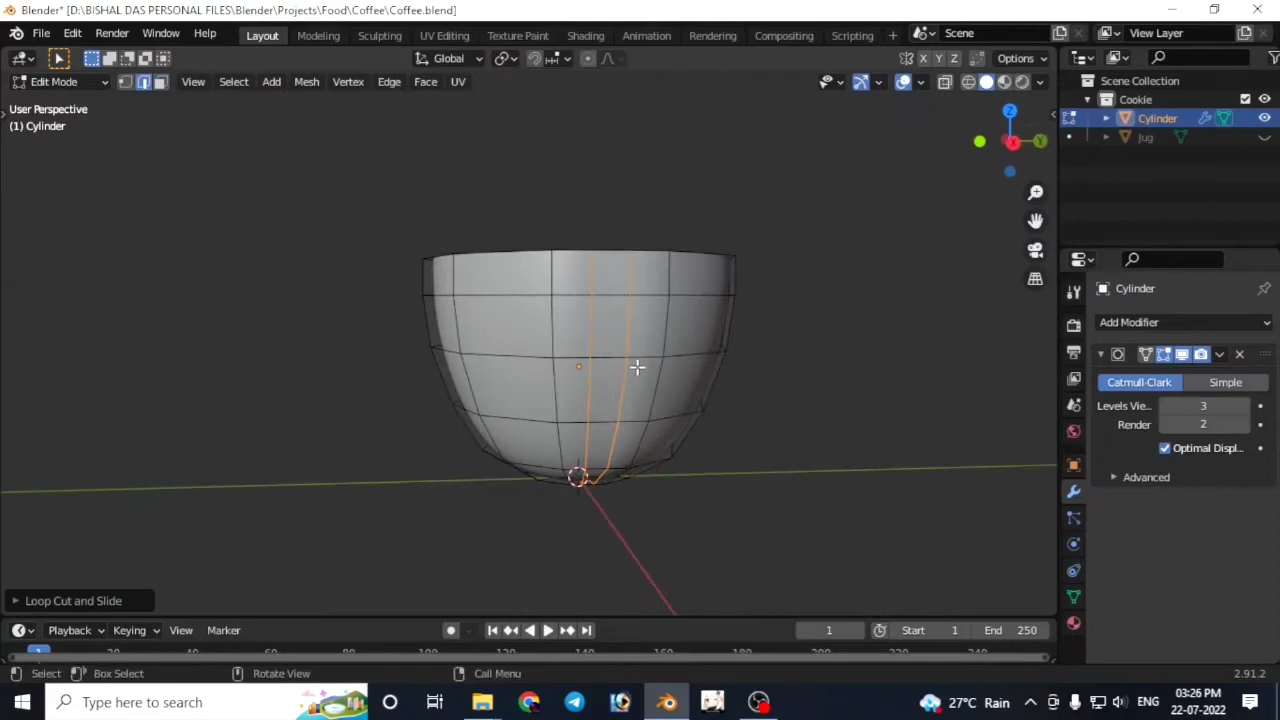 Blender* [D:\BISHAL DAS PERSONAL FILES\Blender\Projects\Food\Coffee\Coffee.blend]
File Edit Render Window Help Layout Modeling Sculpting UV Editing Texture Paint Shading Animation Rendering Compositing Scripting + Scene View Layer
Global X Y Z Options
Edit Mode View Select Add Mesh Vertex Edge Face UV
Scene Collection
User Perspective
(1) Cylinder
Cookie
Cylinder
Jug
Z
X
Y
Cylinder
Add Modifier
Catmull-Clark Simple
Levels Vie... 3
Render 2
Optimal Displ...
Advanced
Loop Cut and Slide
Playback Keying View Marker 1 Start 1 End 250
Select Box Select Rotate View Call Menu 2.91.2
Type here to search 27°C Rain ENG 03:26 PM
22-07-2022